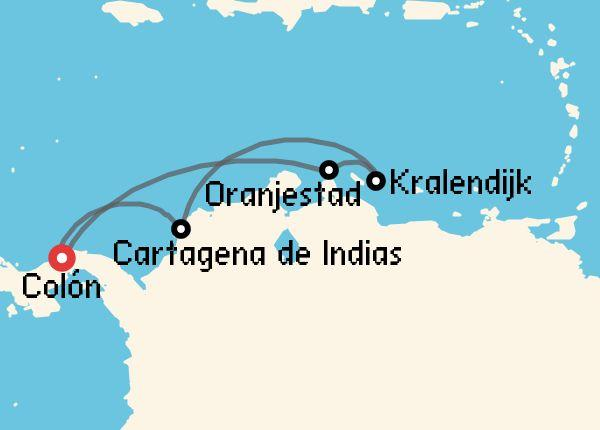 Kralendijk
Oranjestad
Cartagena de Indias
Colón